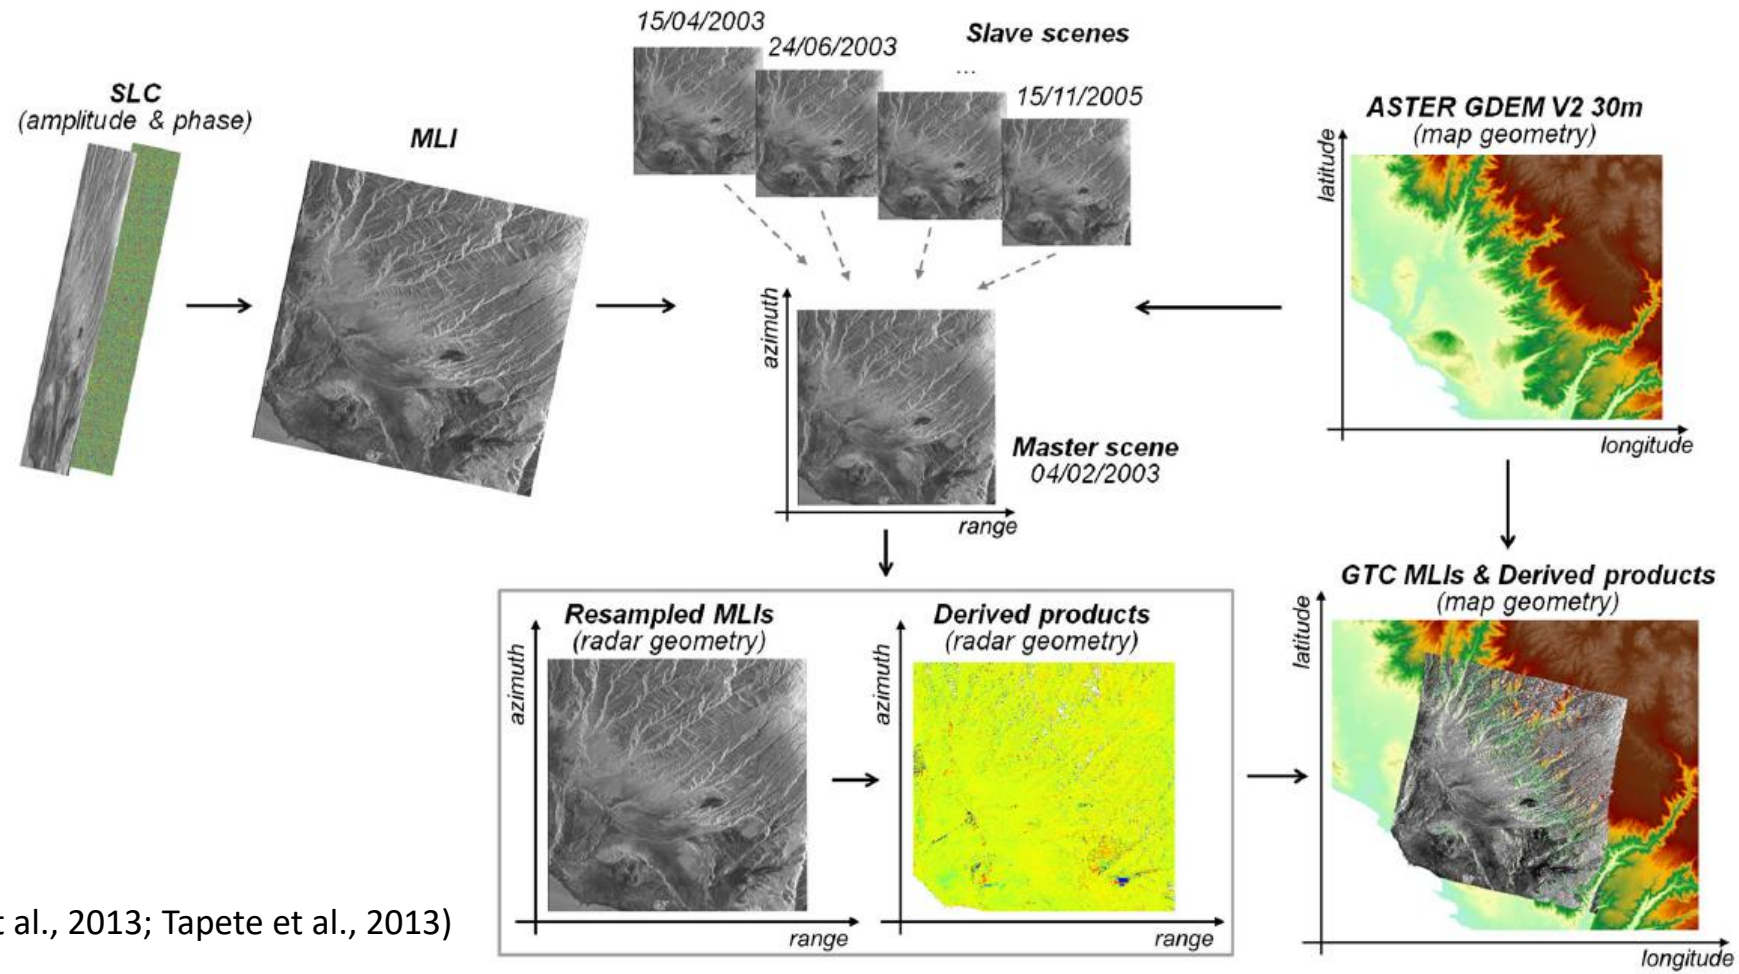 SLC
(amplitude & phase)
MLI
15/04/2003
24/06/2003
...
15/11/2005
Slave scenes
azimuth
range
Master scene
04/02/2003
ASTER GDEM V2 30m
(map geometry)
latitude
longitude
Resampled MLIs
(radar geometry)
azimuth
range
Derived products
(radar geometry)
azimuth
range
GTC MLIs & Derived products
(map geometry)
latitude
longitude
al., 2013; Tapete et al., 2013)